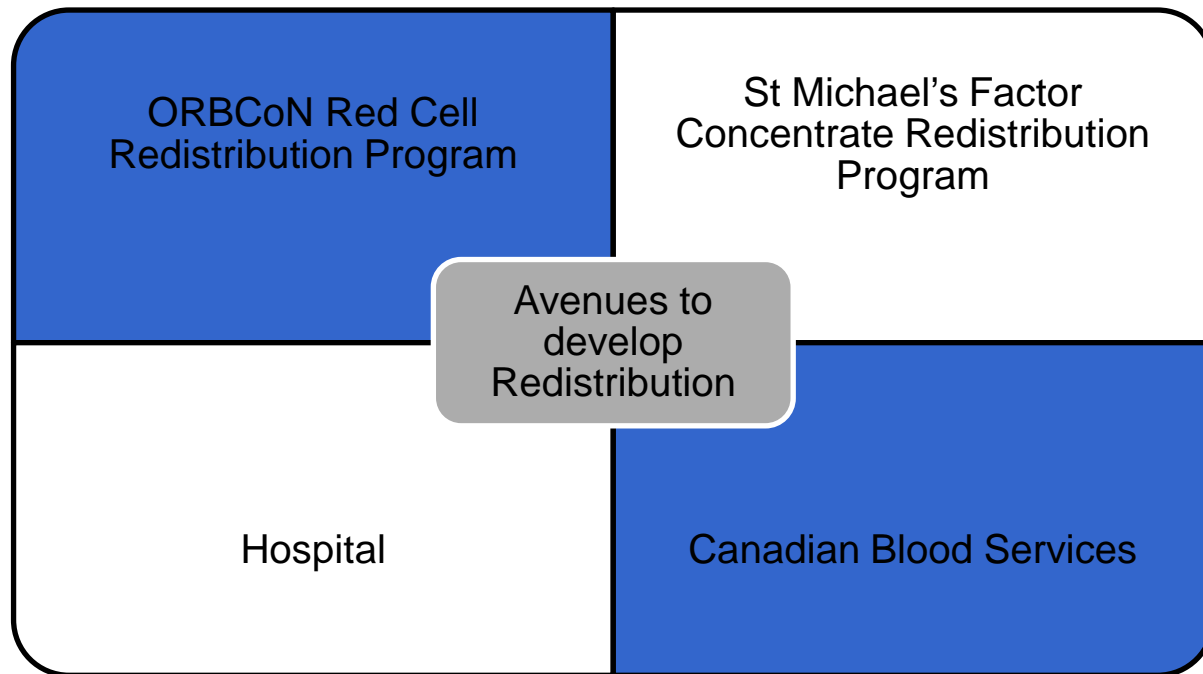 ORBCoN Red Cell
Redistribution Program
St Michael’s Factor
Concentrate Redistribution
Program
Avenues to
develop
Redistribution
Hospital
Canadian Blood Services